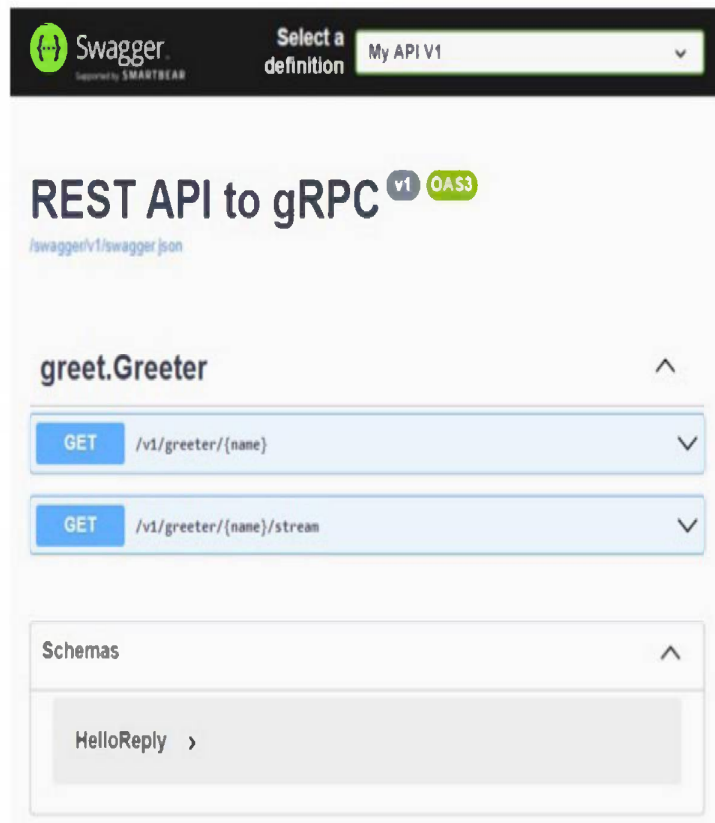 {···} Swagger.
Supported by SMARTBEAR
Select a definition
My API V1
REST API to gRPC v1 OAS3
/swagger/v1/swagger.json
greet.Greeter
GET /v1/greeter/{name}
GET /v1/greeter/{name}/stream
Schemas
HelloReply